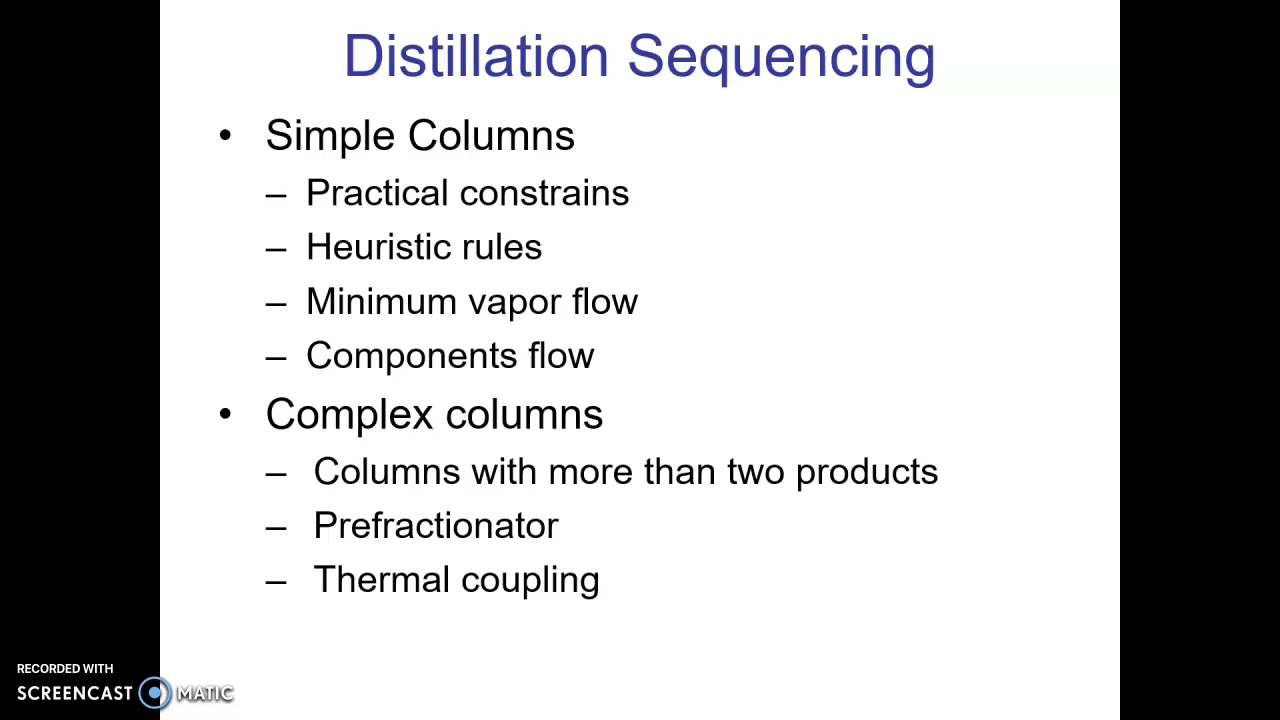 Distillation Sequencing
• Simple Columns
– Practical constrains
– Heuristic rules
– Minimum vapor flow
– Components flow
• Complex columns
– Columns with more than two products
– Prefractionator
– Thermal coupling
RECORDED WITH
SCREENCAST MATIC